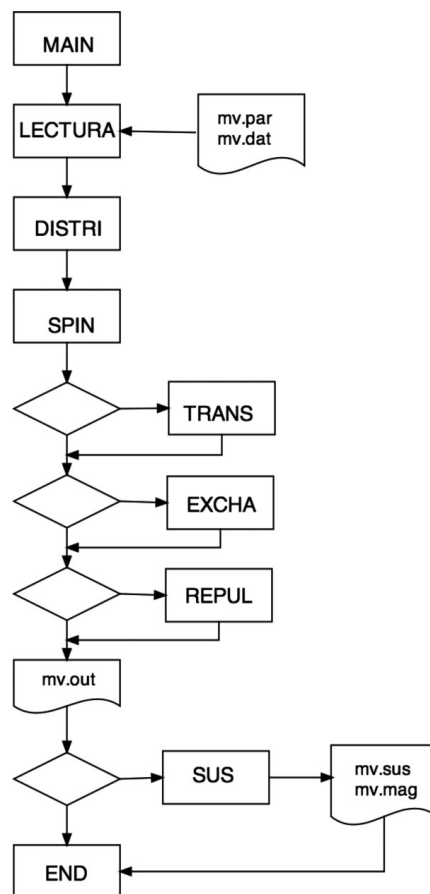 MAIN
LECTURA
mv.par
mv.dat
DISTRI
SPIN
TRANS
EXCHA
REPUL
mv.out
SUS
mv.sus
mv.mag
END